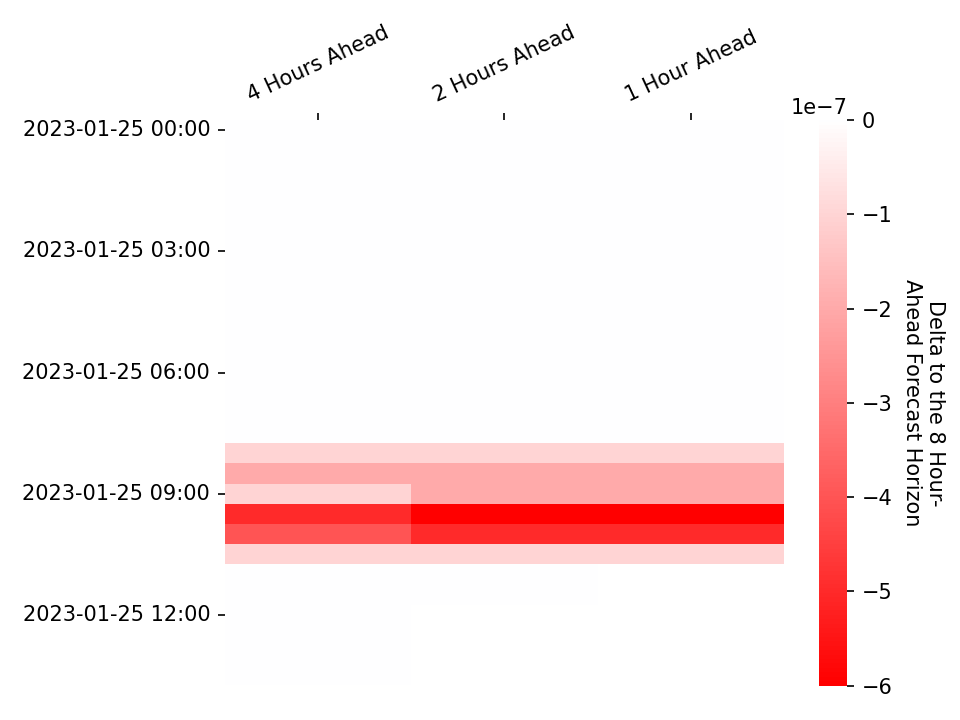 4 Hours Ahead
2 Hours Ahead
1 Hour Ahead
2023-01-25 00:00
2023-01-25 03:00
2023-01-25 06:00
2023-01-25 09:00
2023-01-25 12:00
1e−7
0
−1
−2
−3
−4
−5
−6
Delta to the 8 Hour-
Ahead Forecast Horizon